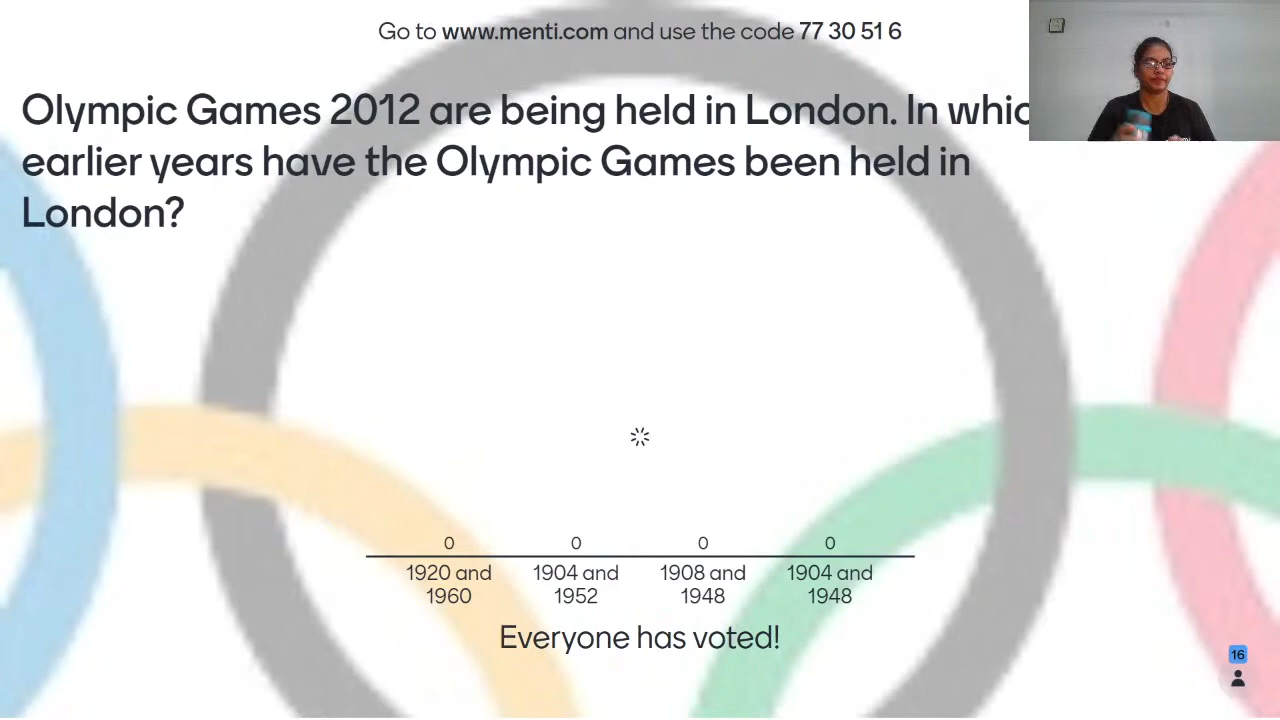 Go to www.menti.com and use the code 77 30 51 6
Olympic Games 2012 are being held in London. In whic
earlier years have the Olympic Games been held in
London?
0 0 0 0
1920 and 1904 and 1908 and 1904 and
1960 1952 1948 1948
Everyone has voted!
16